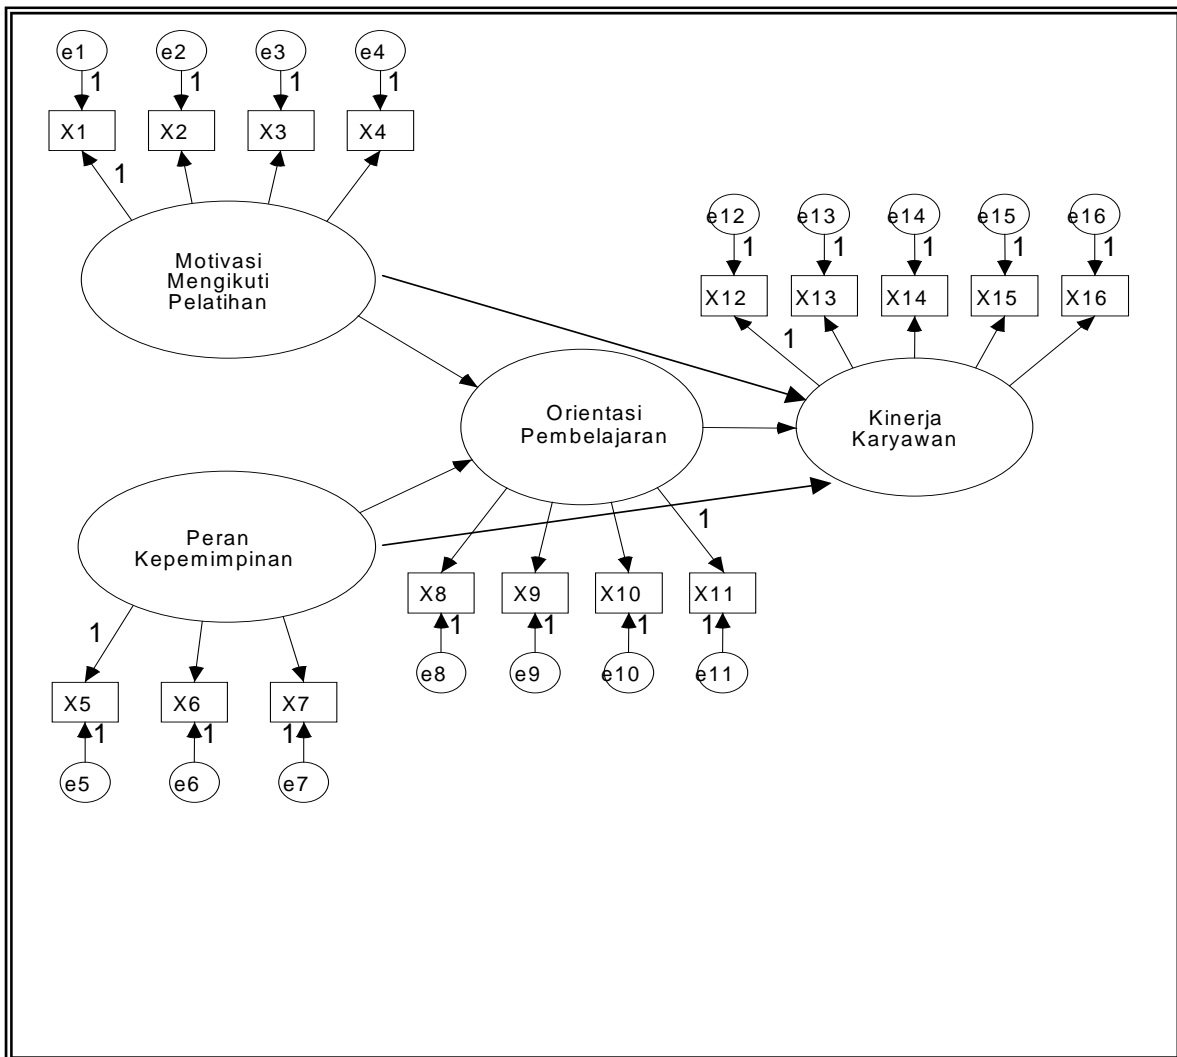 e1 e2 e3 e4
1 1 1 1
X1 X2 X3 X4
1
Motivasi
Mengikuti
Pelatihan
e12 e13 e14 e15 e16
1 1 1 1 1
X12 X13 X14 X15 X16
1
Orientasi
Pembelajaran
Kinerja
Karyawan
Peran
Kepemimpinan
1
X8 X9 X10 X11
1 1 1 1
e8 e9 e10 e11
1
X5 X6 X7
1 1 1
e5 e6 e7